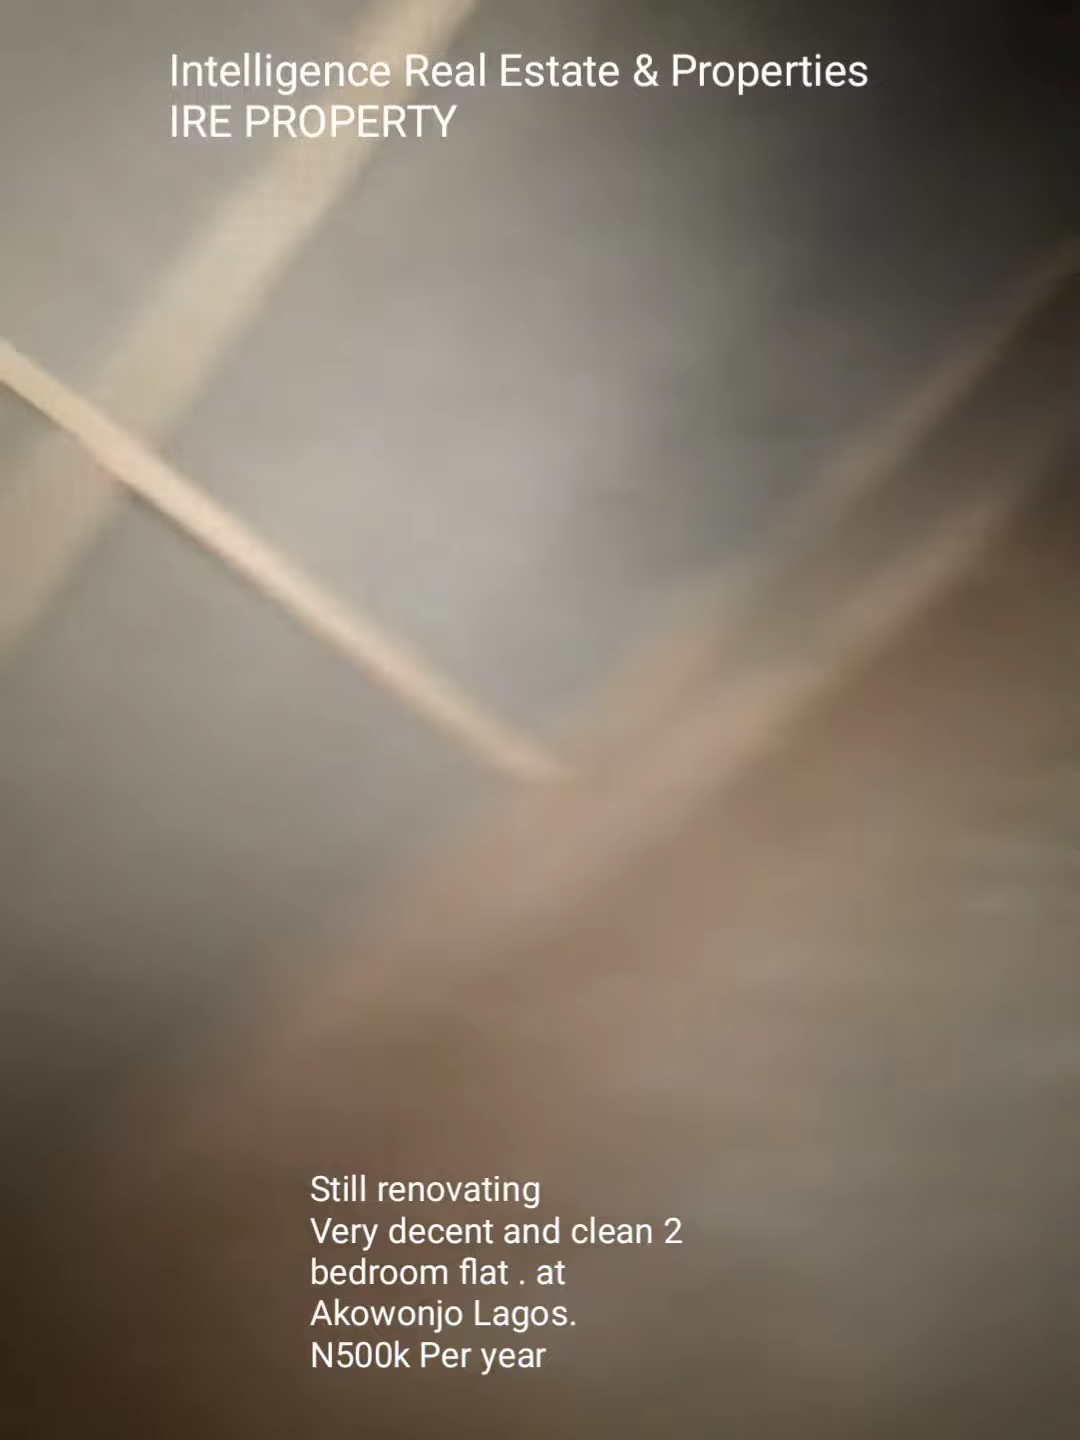 Intelligence Real Estate & Properties
IRE PROPERTY
Still renovating
Very decent and clean 2
bedroom flat . at
Akowonjo Lagos.
N500k Per year